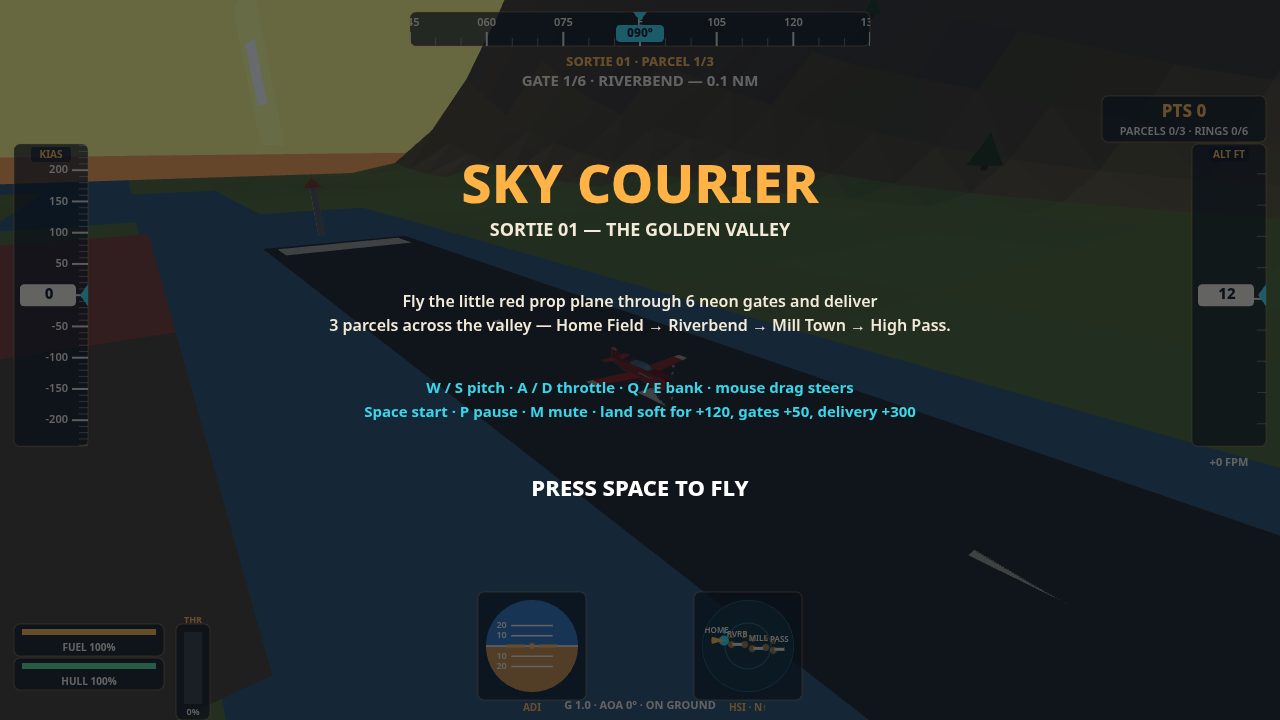 060 075 105 120
090°
SORTIE 01 · PARCEL 1/3
GATE 1/6 · RIVERBEND — 0.1 NM
PTS 0
PARCELS 0/3 · RINGS 0/6
KIAS
200
150
100
50
0
-50
-100
-150
-200
ALT FT
12
+0 FPM
SKY COURIER
SORTIE 01 — THE GOLDEN VALLEY
Fly the little red prop plane through 6 neon gates and deliver
3 parcels across the valley — Home Field → Riverbend → Mill Town → High Pass.
W / S pitch · A / D throttle · Q / E bank · mouse drag steers
Space start · P pause · M mute · land soft for +120, gates +50, delivery +300
PRESS SPACE TO FLY
FUEL 100%
HULL 100%
THR
0%
20
10
10
20
ADI
G 1.0 · AOA 0° · ON GROUND
HOME RVRB MILL PASS
HSI ·